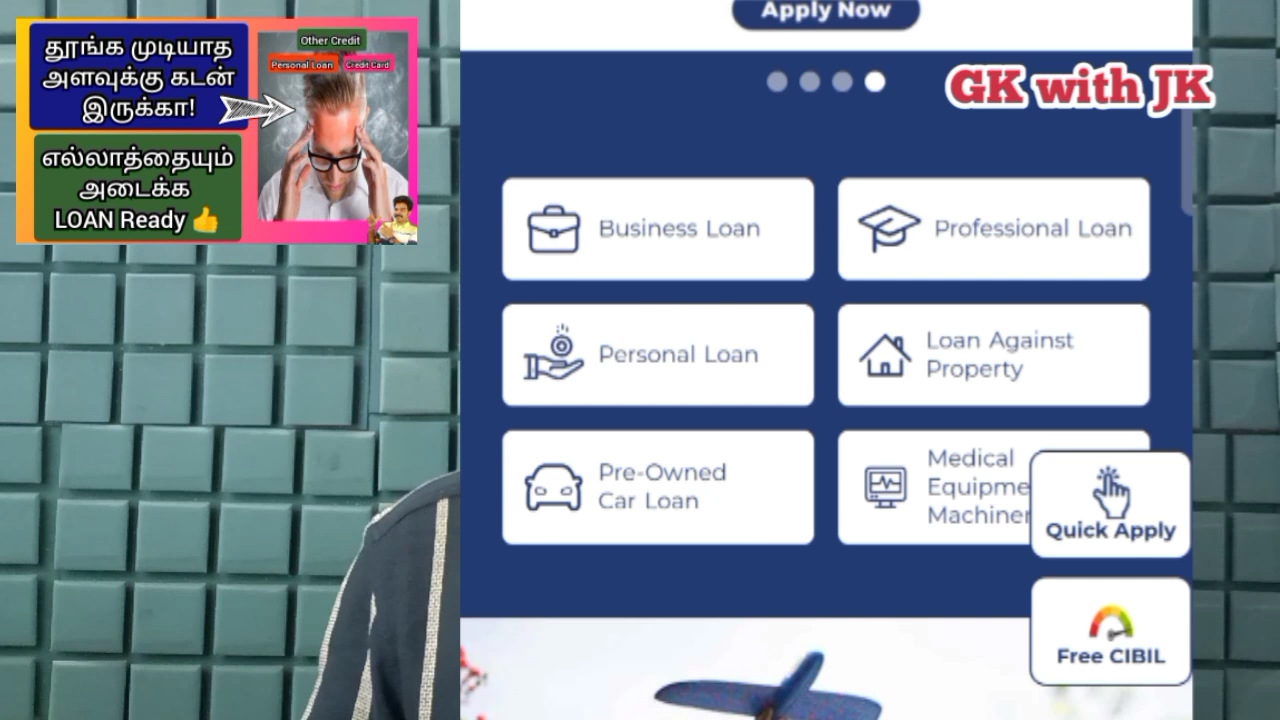 தூங்க முடியாத
அளவுக்கு கடன்
இருக்கா!
எல்லாத்தையும்
அடைக்க
LOAN Ready 👍
Other Credit
Personal Loan
Credit Card
Apply Now
GK with JK
Business Loan
Professional Loan
Personal Loan
Loan Against
Property
Pre-Owned
Car Loan
Medical
Quick Apply
Free CIBIL